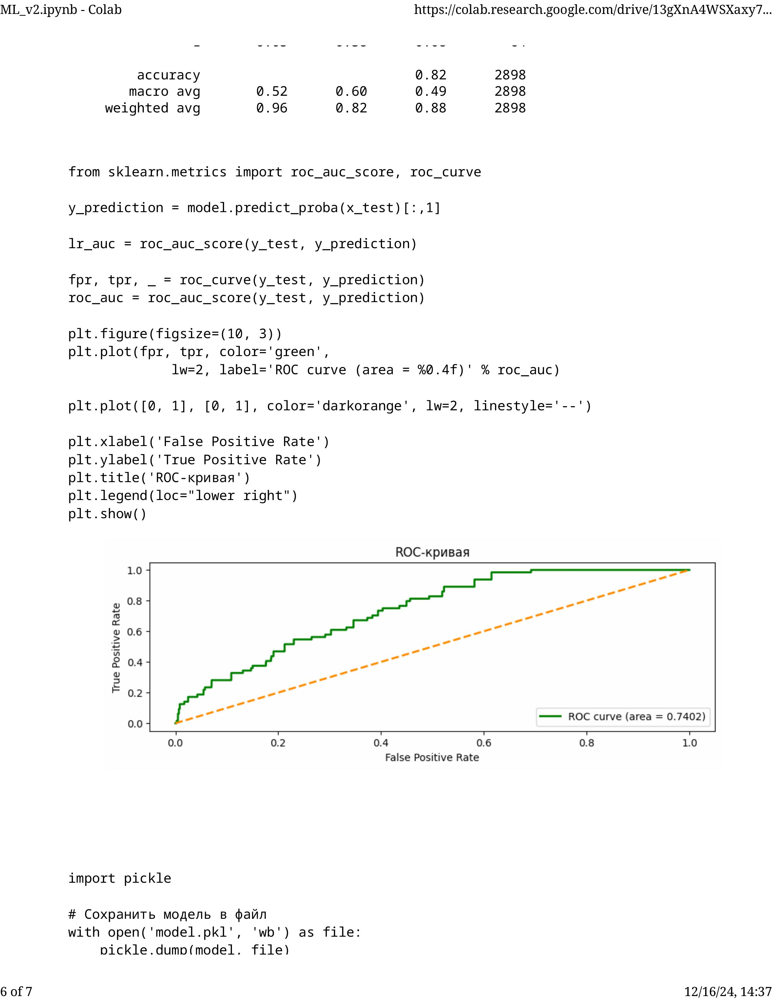 ML_v2.ipynb - Colab
https://colab.research.google.com/drive/13gXnA4WSXaxy7...
accuracy 0.82 2898
macro avg 0.52 0.60 0.49 2898
weighted avg 0.96 0.82 0.88 2898
from sklearn.metrics import roc_auc_score, roc_curve
y_prediction = model.predict_proba(x_test)[:,1]
lr_auc = roc_auc_score(y_test, y_prediction)
fpr, tpr, _ = roc_curve(y_test, y_prediction)
roc_auc = roc_auc_score(y_test, y_prediction)
plt.figure(figsize=(10, 3))
plt.plot(fpr, tpr, color='green',
lw=2, label='ROC curve (area = %0.4f)' % roc_auc)
plt.plot([0, 1], [0, 1], color='darkorange', lw=2, linestyle='--')
plt.xlabel('False Positive Rate')
plt.ylabel('True Positive Rate')
plt.title('ROC-кривая')
plt.legend(loc="lower right")
plt.show()
ROC-кривая
True Positive Rate
1.0
0.8
0.6
0.4
0.2
0.0
ROC curve (area = 0.7402)
0.0 0.2 0.4 0.6 0.8 1.0
False Positive Rate
import pickle
# Сохранить модель в файл
with open('model.pkl', 'wb') as file:
pickle.dump(model, file)
6 of 7
12/16/24, 14:37